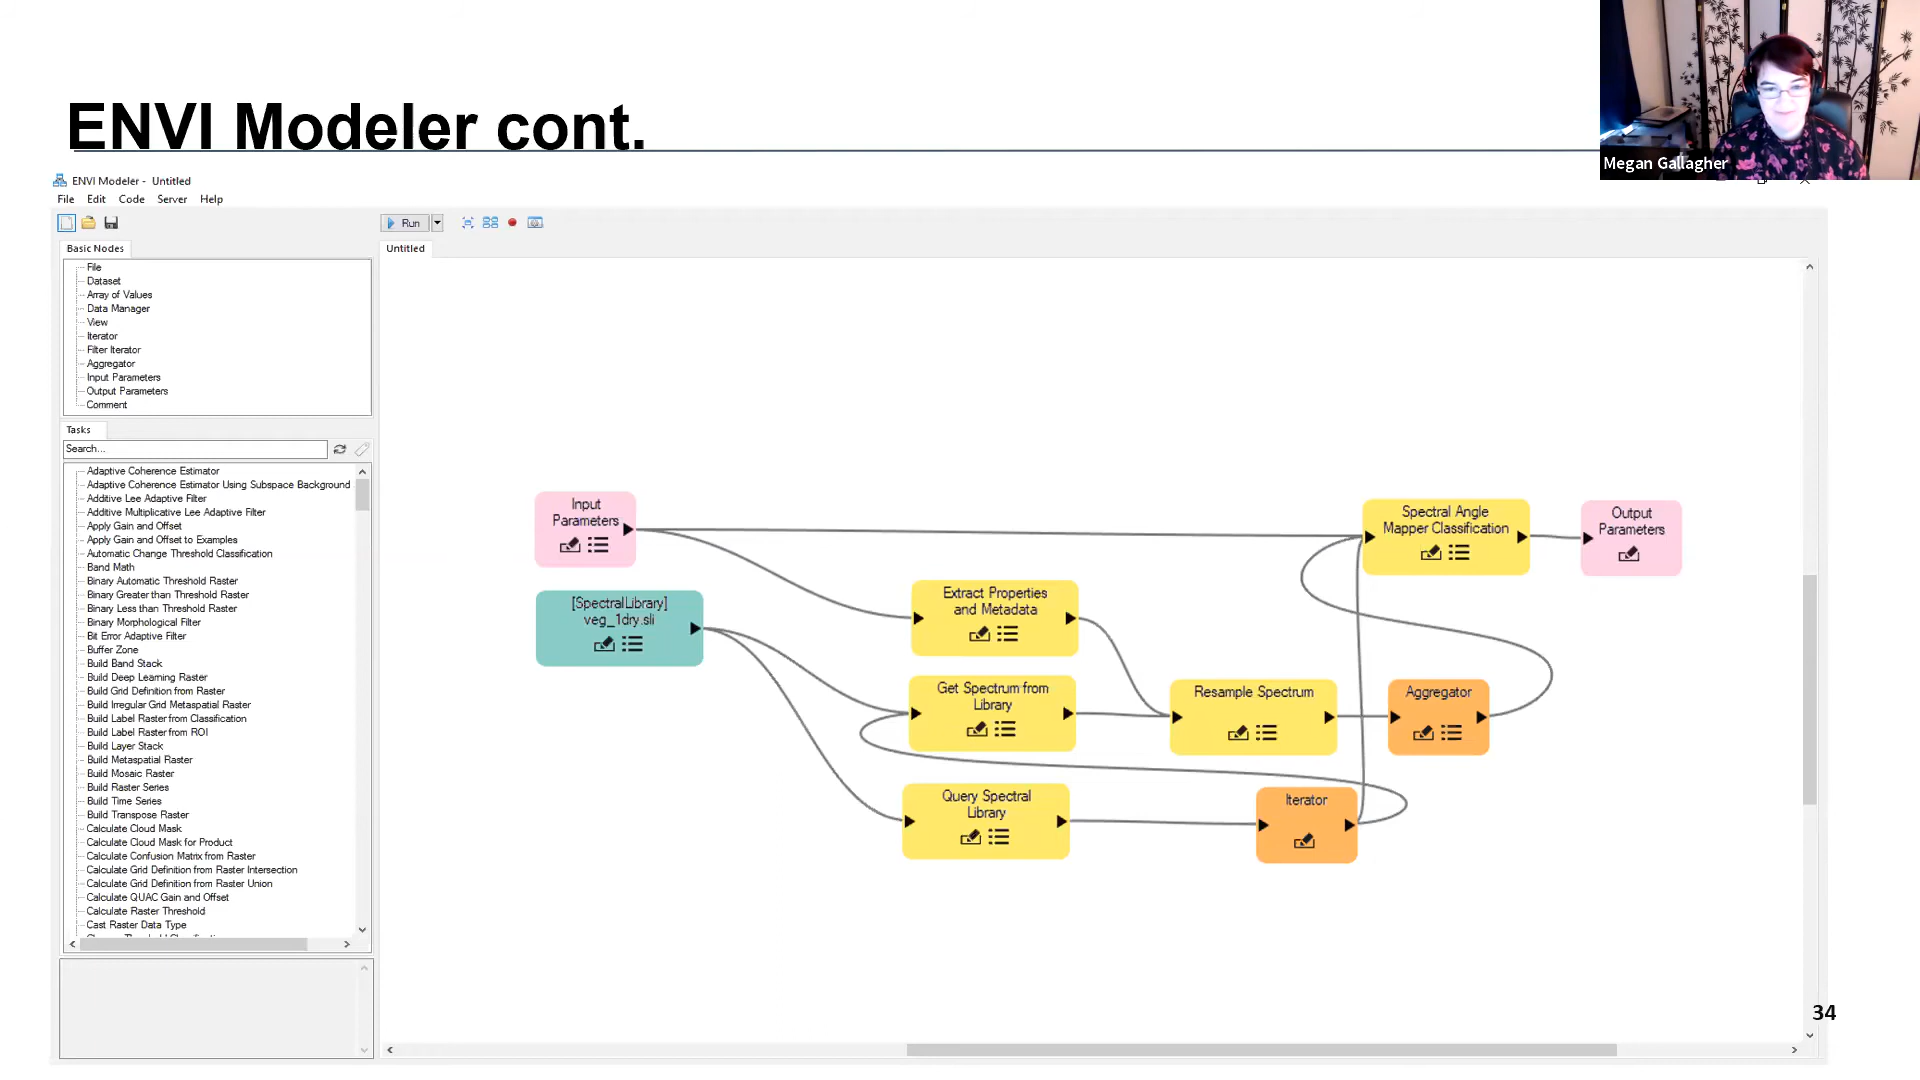 ENVI Modeler cont.
Megan Gallagher
ENVI Modeler - Untitled
File Edit Code Server Help
Run
Basic Nodes
Untitled
File
Dataset
Array of Values
Data Manager
View
Iterator
Filter Iterator
Aggregator
Input Parameters
Output Parameters
Comment
Tasks
Search...
Adaptive Coherence Estimator
Adaptive Coherence Estimator Using Subspace Background
Additive Lee Adaptive Filter
Additive Multiplicative Lee Adaptive Filter
Apply Gain and Offset
Apply Gain and Offset to Examples
Automatic Change Threshold Classification
Band Math
Binary Automatic Threshold Raster
Binary Greater than Threshold Raster
Binary Less than Threshold Raster
Binary Morphological Filter
Bit Error Adaptive Filter
Buffer Zone
Build Band Stack
Build Deep Learning Raster
Build Grid Definition from Raster
Build Irregular Grid Metaspatial Raster
Build Label Raster from Classification
Build Label Raster from ROI
Build Layer Stack
Build Metaspatial Raster
Build Mosaic Raster
Build Raster Series
Build Time Series
Build Transpose Raster
Calculate Cloud Mask
Calculate Cloud Mask for Product
Calculate Confusion Matrix from Raster
Calculate Grid Definition from Raster Intersection
Calculate Grid Definition from Raster Union
Calculate QUAC Gain and Offset
Calculate Raster Threshold
Cast Raster Data Type
Input
Parameters
[SpectralLibrary]
veg_1dry.sli
Extract Properties
and Metadata
Get Spectrum from
Library
Query Spectral
Library
Resample Spectrum
Iterator
Aggregator
Spectral Angle
Mapper Classification
Output
Parameters
34